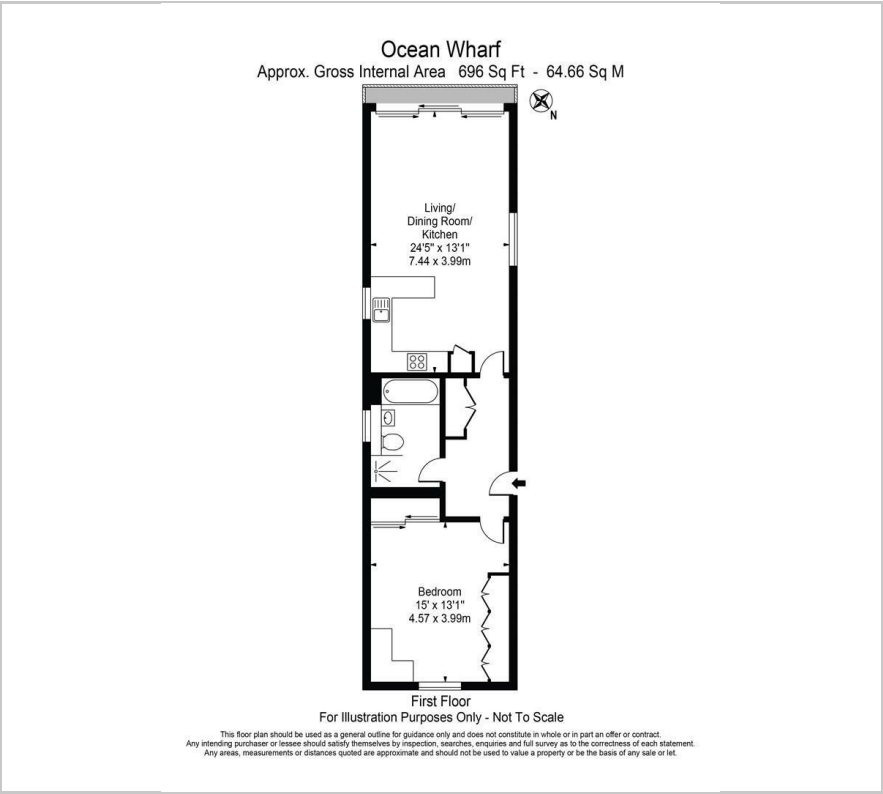 Ocean Wharf
Approx. Gross Internal Area 696 Sq Ft - 64.66 Sq M
N
Living/
Dining Room/
Kitchen
24'5" x 13'1"
7.44 x 3.99m
Bedroom
15' x 13'1"
4.57 x 3.99m
First Floor
For Illustration Purposes Only - Not To Scale
This floor plan should be used as a general outline for guidance only and does not constitute in whole or in part an offer or contract.
Any intending purchaser or lessee should satisfy themselves by inspection, searches, enquiries and full survey as to the correctness of each statement.
Any areas, measurements or distances quoted are approximate and should not be used to value a property or be the basis of any sale or let.